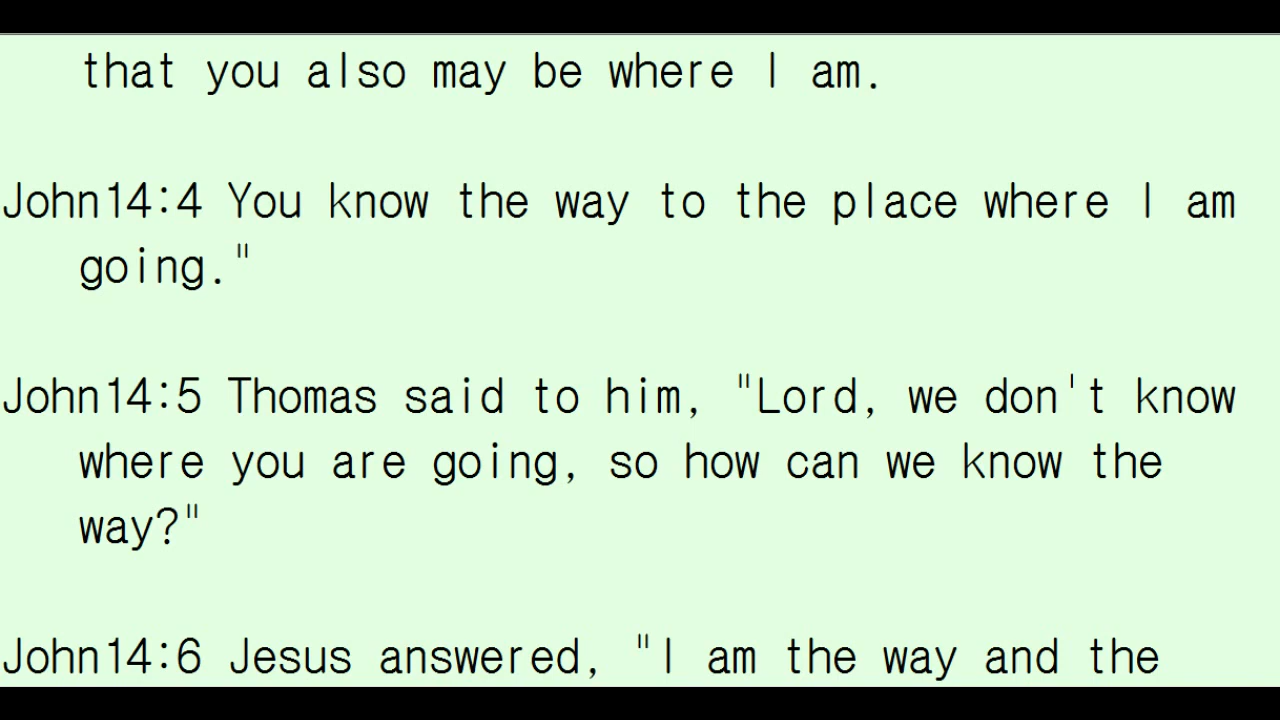 that you also may be where I am.
John14:4 You know the way to the place where I am
going."
John14:5 Thomas said to him, "Lord, we don't know
where you are going, so how can we know the
way?"
John14:6 Jesus answered, "I am the way and the